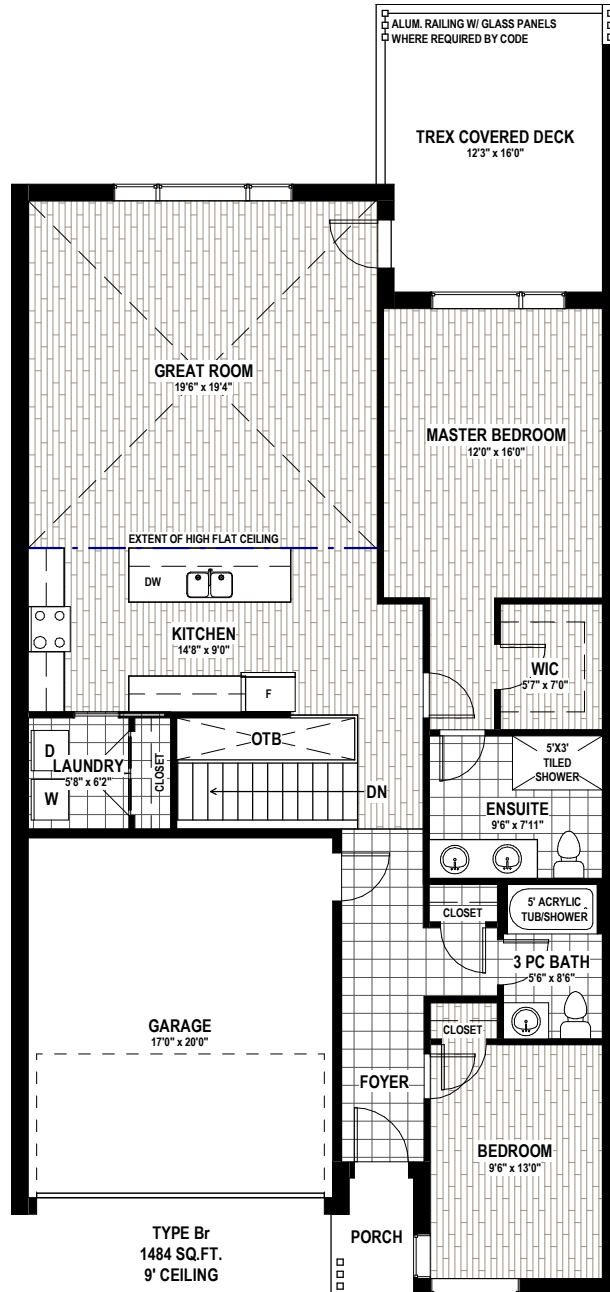 ALUM. RAILING W/ GLASS PANELS
WHERE REQUIRED BY CODE
TREX COVERED DECK
12'3" x 16'0"
GREAT ROOM
19'6" x 19'4"
MASTER BEDROOM
12'0" x 16'0"
EXTENT OF HIGH FLAT CEILING
DW
KITCHEN
14'8" x 9'0"
F
WIC
5'7" x 7'0"
D
LAUNDRY
5'8" x 6'2"
W
CLOSET
OTB
DN
5'X3'
TILED
SHOWER
ENSUITE
9'6" x 7'11"
CLOSET
5' ACRYLIC
TUB/SHOWER
3 PC BATH
5'6" x 8'6"
GARAGE
17'0" x 20'0"
CLOSET
FOYER
BEDROOM
9'6" x 13'0"
PORCH
TYPE Br
1484 SQ.FT.
9' CEILING